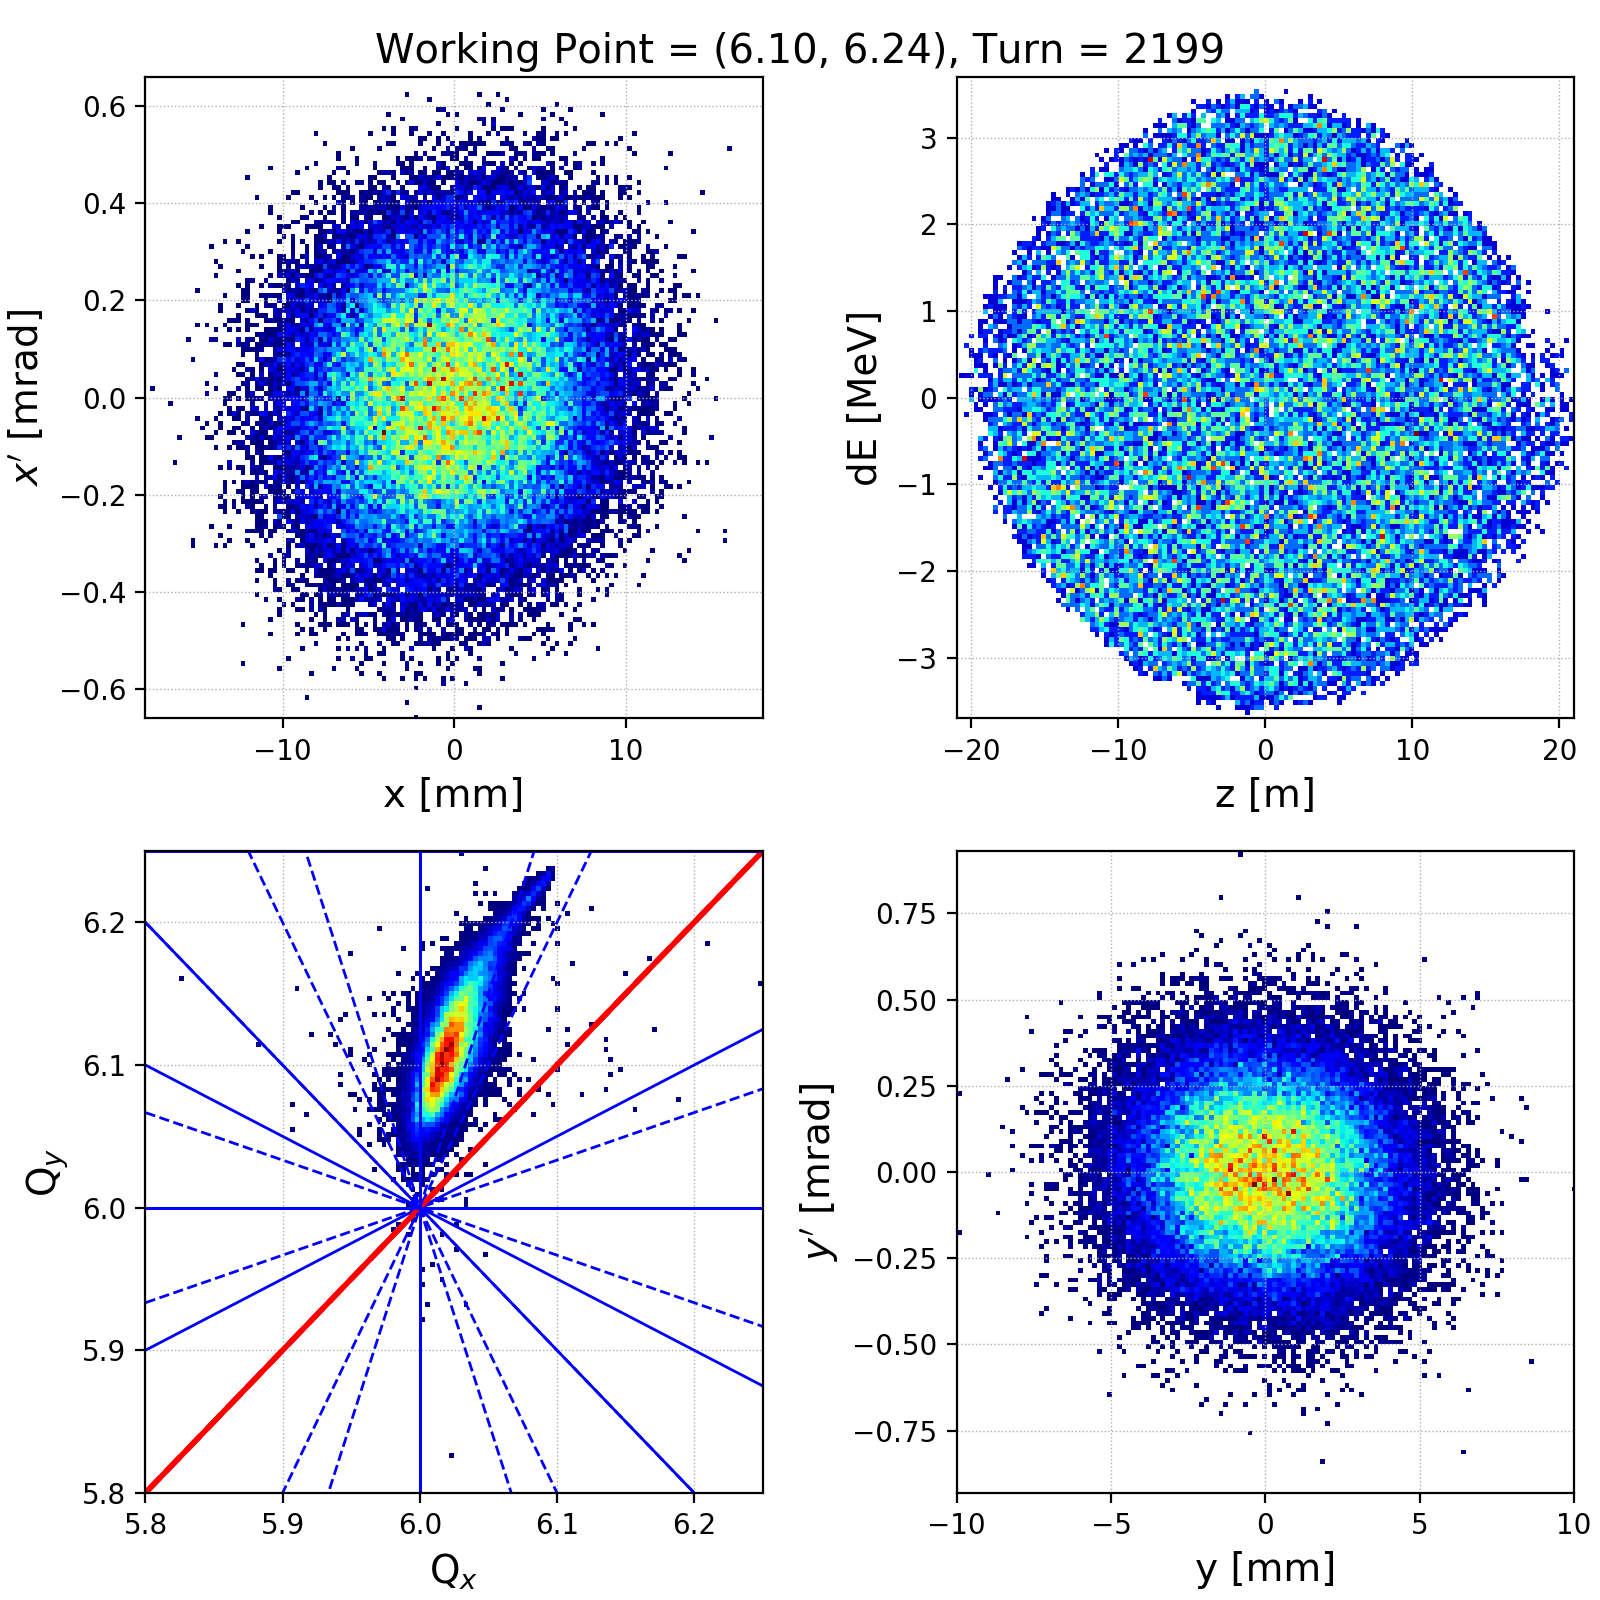 Working Point = (6.10, 6.24), Turn = 2199
0.6
0.4
0.2
0.0
−0.2
−0.4
−0.6
x′ [mrad]
−10 0 10
x [mm]
3
2
1
0
−1
−2
−3
dE [MeV]
−20 −10 0 10 20
z [m]
6.2
6.1
6.0
5.9
5.8
Qy
5.8 5.9 6.0 6.1 6.2
Qx
0.75
0.50
0.25
0.00
−0.25
−0.50
−0.75
y′ [mrad]
−10 −5 0 5 10
y [mm]